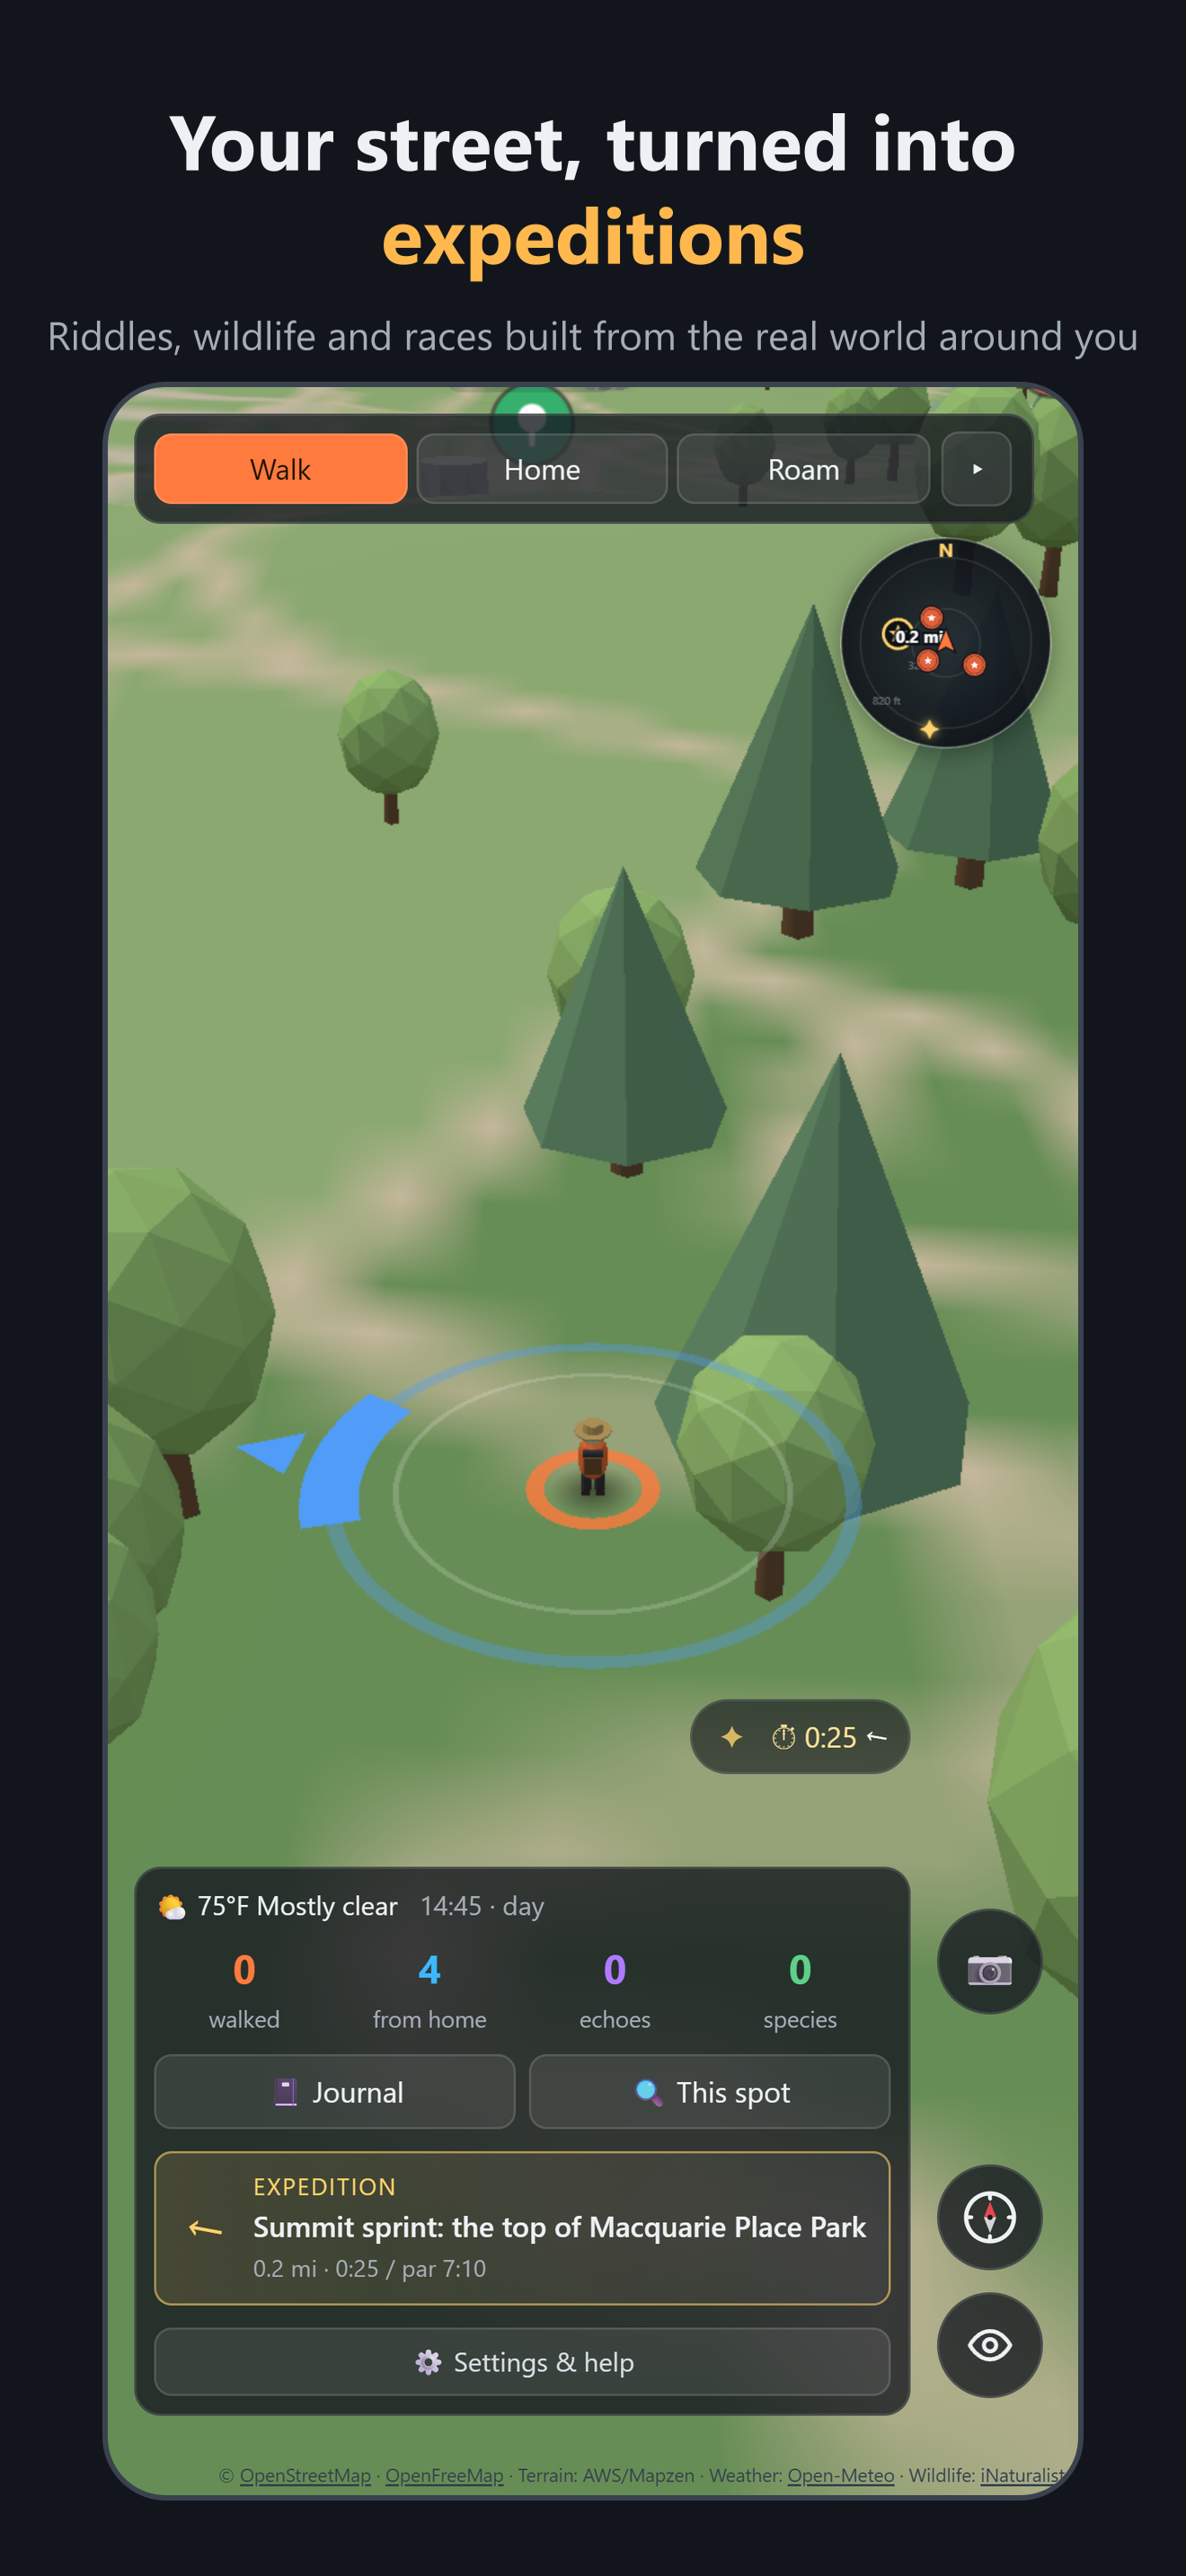 Your street, turned into
expeditions
Riddles, wildlife and races built from the real world around you
Walk
Home
Roam
N
0.2 mi
820 ft
0:25
75°F Mostly clear 14:45 · day
0 4 0 0
walked from home echoes species
Journal
This spot
EXPEDITION
Summit sprint: the top of Macquarie Place Park
0.2 mi · 0:25 / par 7:10
Settings & help
© OpenStreetMap · OpenFreeMap · Terrain: AWS/Mapzen · Weather: Open-Meteo · Wildlife: iNaturalist